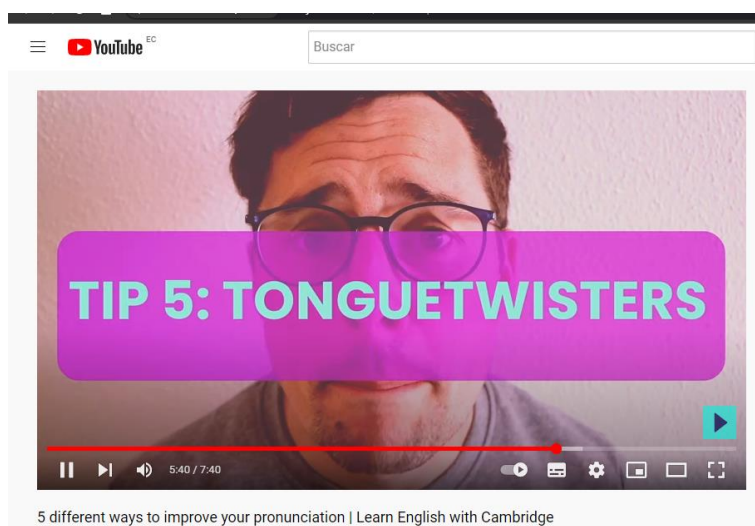 YouTube EC
Buscar
TIP 5: TONGUETWISTERS
5:40 / 7:40
5 different ways to improve your pronunciation | Learn English with Cambridge